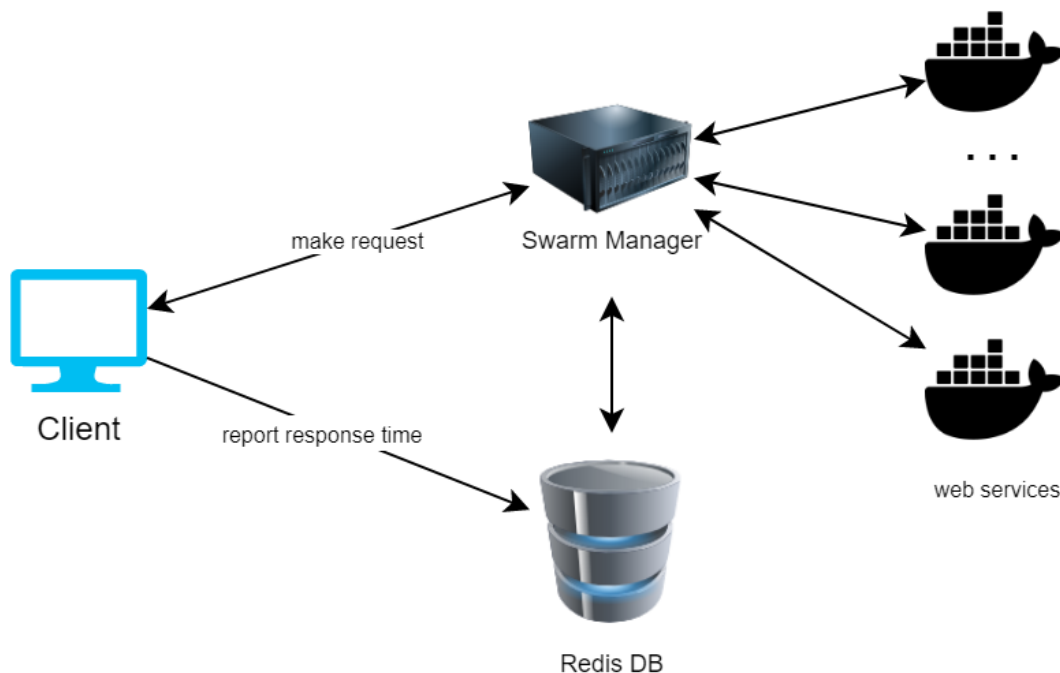 ...
make request
Swarm Manager
Client
report response time
web services
Redis DB